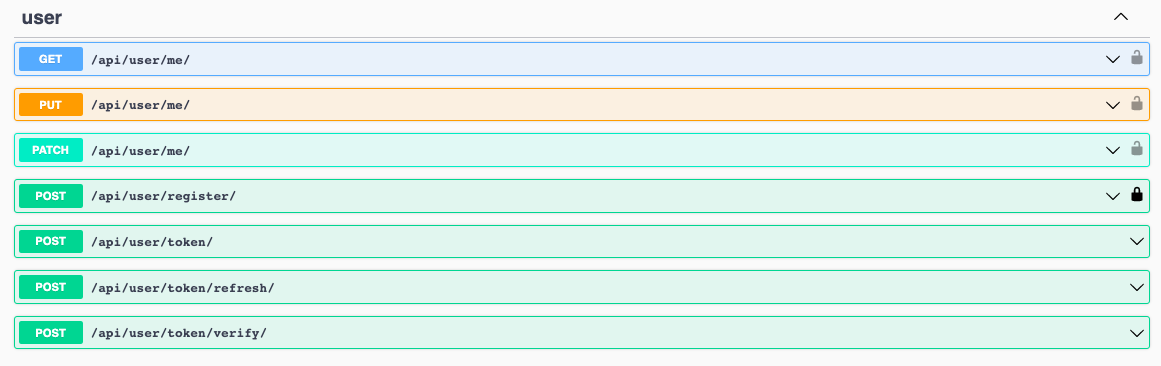 user
GET /api/user/me/
PUT /api/user/me/
PATCH /api/user/me/
POST /api/user/register/
POST /api/user/token/
POST /api/user/token/refresh/
POST /api/user/token/verify/